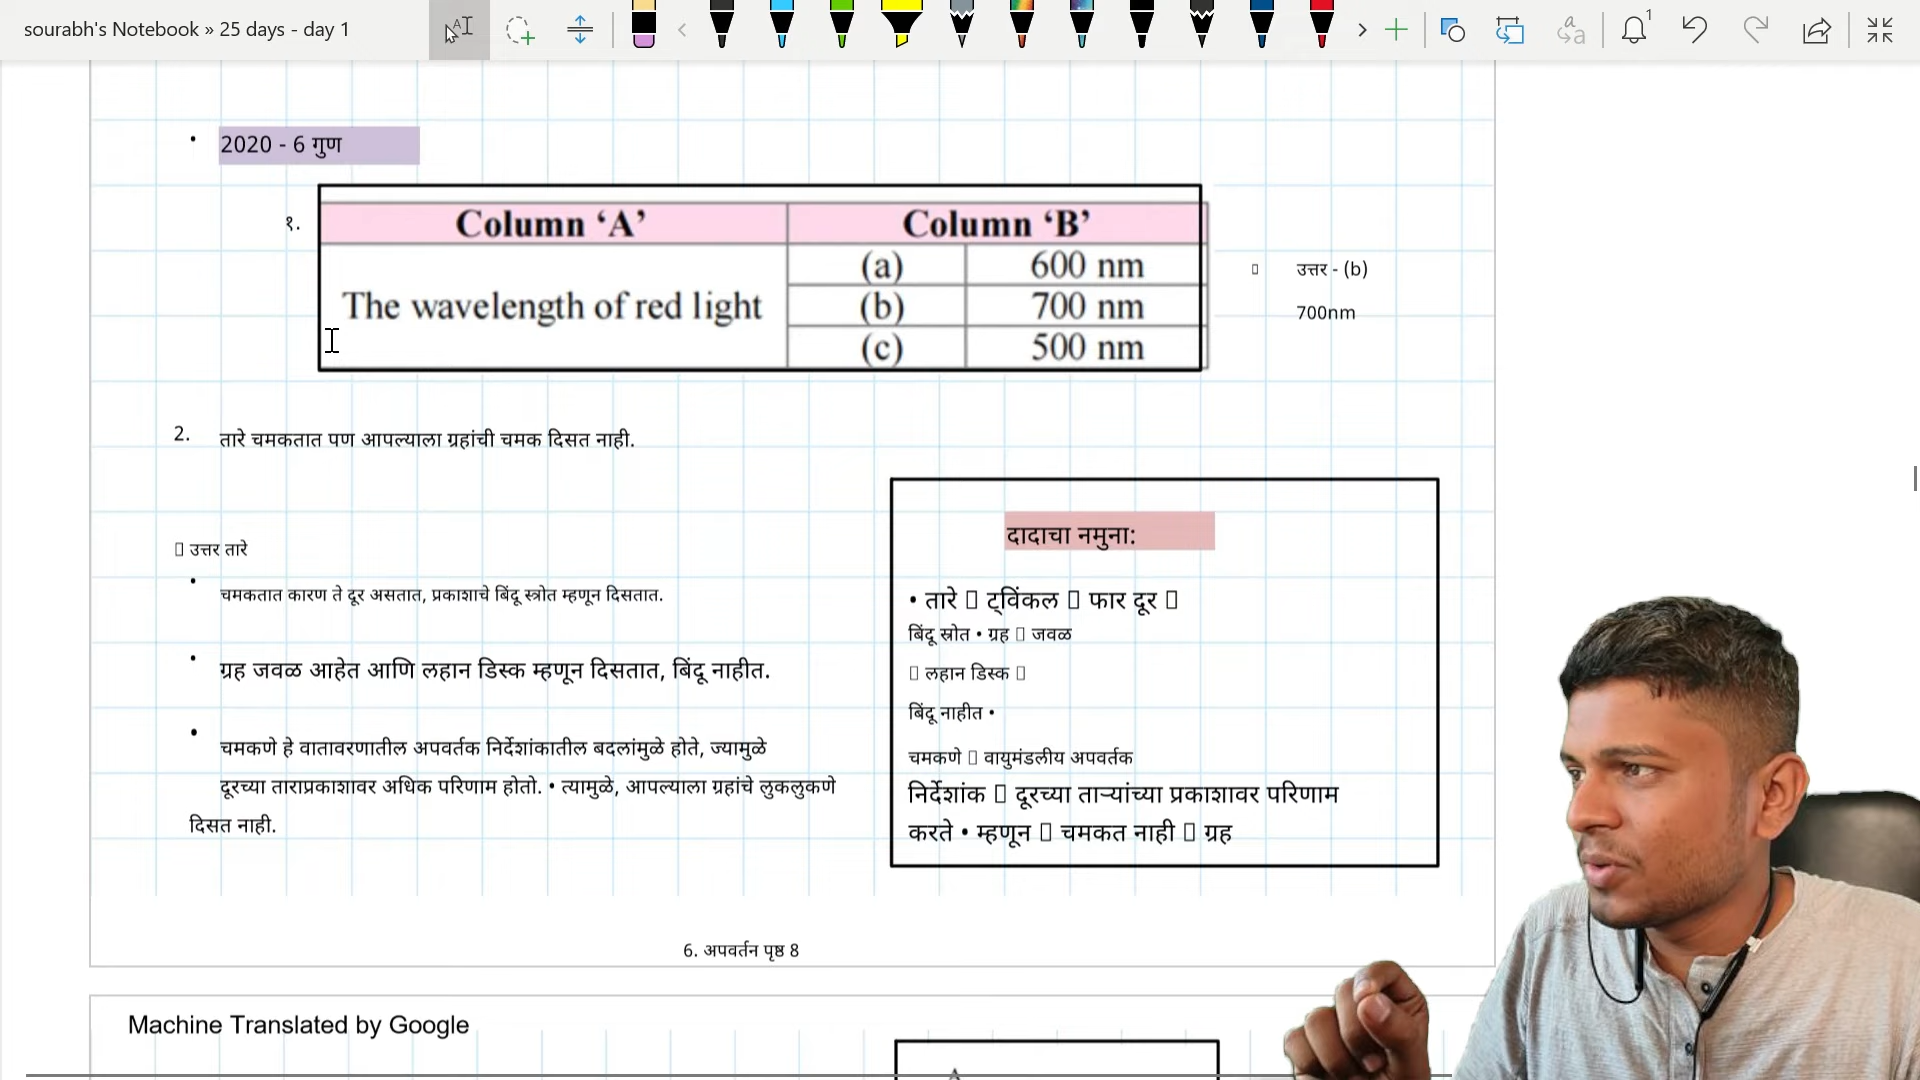 sourabh's Notebook » 25 days - day 1
• 2020 - 6 गुण
१.
Column ‘A’ Column ‘B’
The wavelength of red light
(a) 600 nm
(b) 700 nm
(c) 500 nm
उत्तर - (b)
700nm
2. तारे चमकतात पण आपल्याला ग्रहांची चमक दिसत नाही.
उत्तर तारे
• चमकतात कारण ते दूर असतात, प्रकाशाचे बिंदू स्त्रोत म्हणून दिसतात.
• ग्रह जवळ आहेत आणि लहान डिस्क म्हणून दिसतात, बिंदू नाहीत.
• चमकणे हे वातावरणातील अपवर्तक निर्देशांकातील बदलांमुळे होते, ज्यामुळे
दूरच्या ताराप्रकाशावर अधिक परिणाम होतो. • त्यामुळे, आपल्याला ग्रहांचे लुकलुकणे
दिसत नाही.
दादाचा नमुना:
• तारे ट्विंकल फार दूर
बिंदू स्रोत • ग्रह जवळ
लहान डिस्क
बिंदू नाहीत •
चमकणे वायुमंडलीय अपवर्तक
निर्देशांक दूरच्या ताऱ्यांच्या प्रकाशावर परिणाम
करते • म्हणून चमकत नाही ग्रह
6. अपवर्तन पृष्ठ 8
Machine Translated by Google